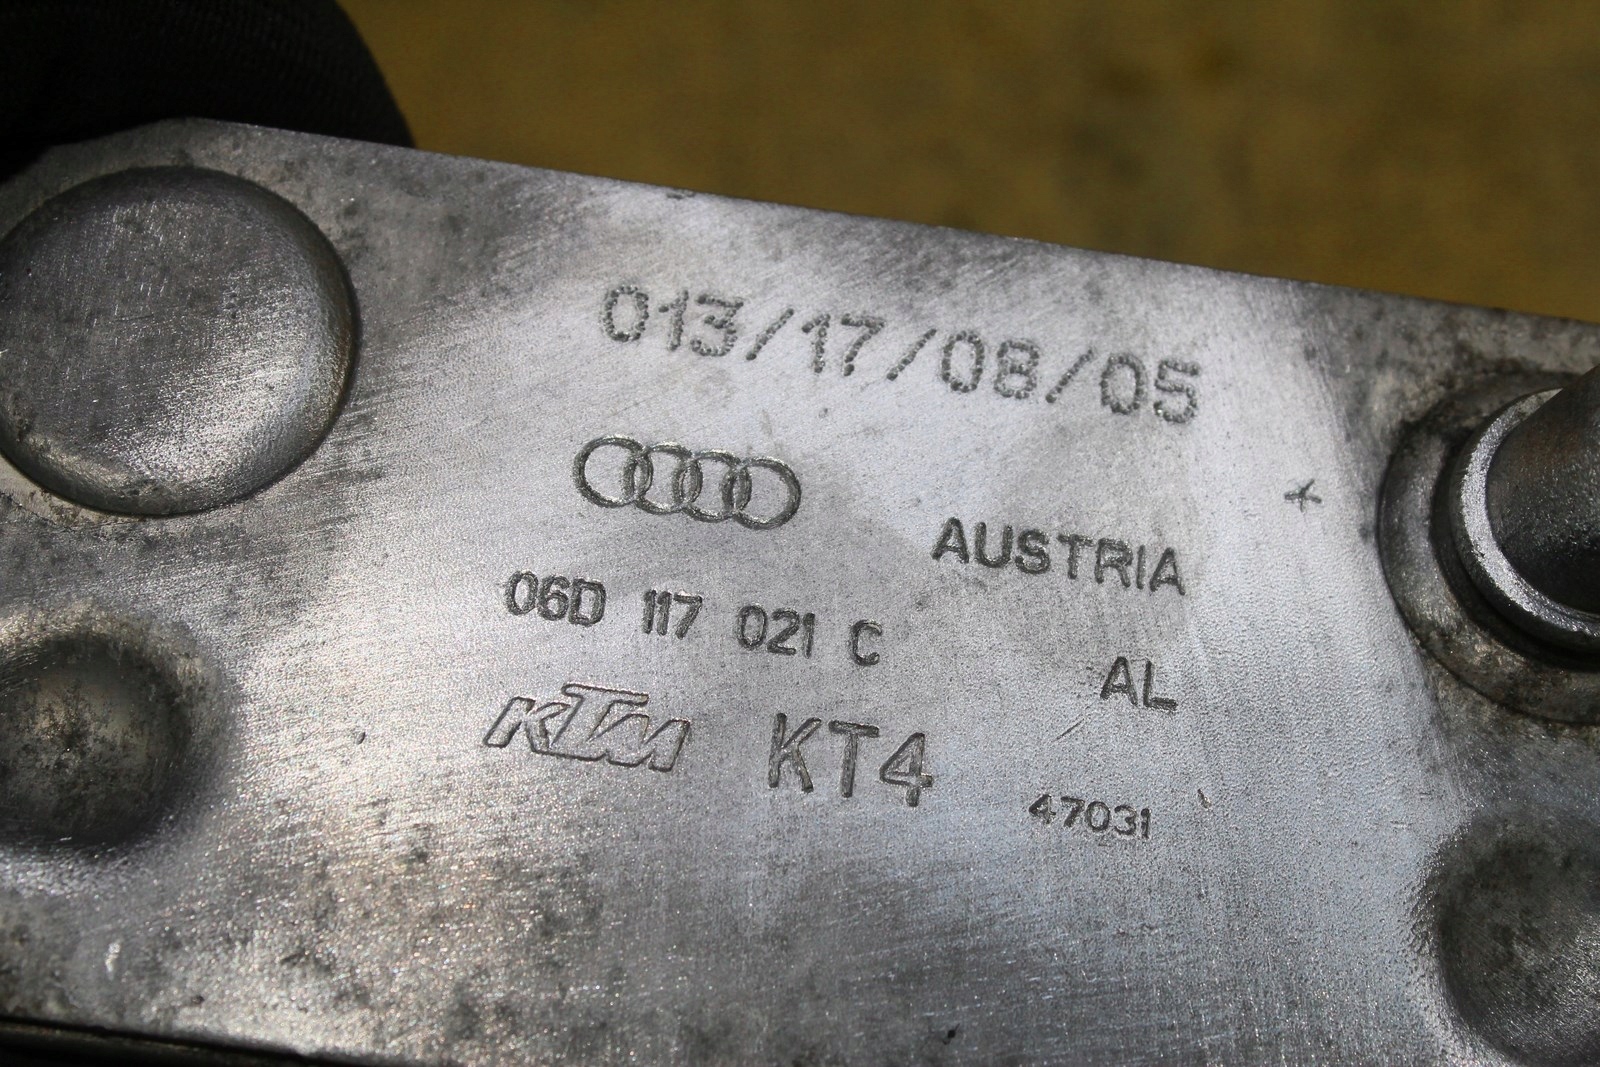 013/17/08/05
AUSTRIA
06D 117 021 C
AL
KTM KT4
47031